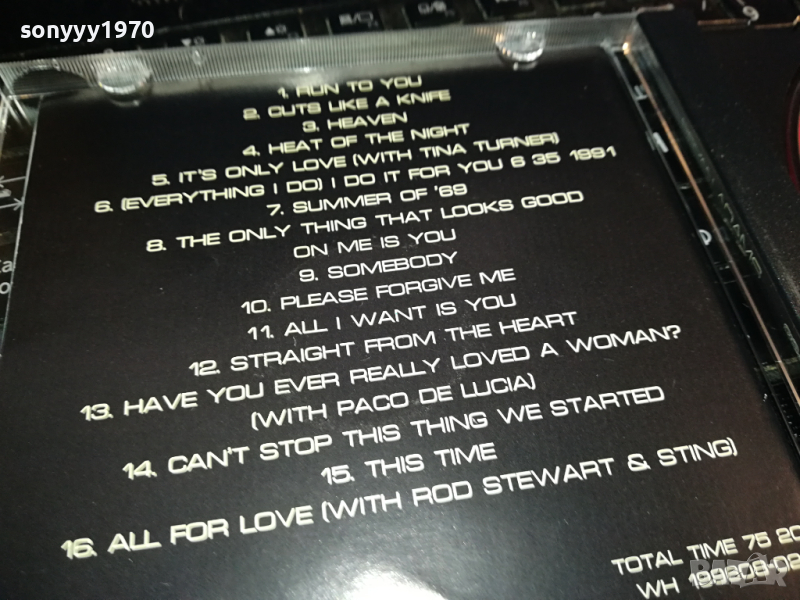 sonyyy1970
1. RUN TO YOU
2. CUTS LIKE A KNIFE
3. HEAVEN
4. HEAT OF THE NIGHT
5. IT'S ONLY LOVE (WITH TINA TURNER)
6. (EVERYTHING I DO) I DO IT FOR YOU 6 35 1991
7. SUMMER OF '69
8. THE ONLY THING THAT LOOKS GOOD
ON ME IS YOU
9. SOMEBODY
10. PLEASE FORGIVE ME
11. ALL I WANT IS YOU
12. STRAIGHT FROM THE HEART
13. HAVE YOU EVER REALLY LOVED A WOMAN?
(WITH PACO DE LUCIA)
14. CAN'T STOP THIS THING WE STARTED
15. THIS TIME
16. ALL FOR LOVE (WITH ROD STEWART & STING)
TOTAL TIME 75 20
WH 199608-02
ADAMS